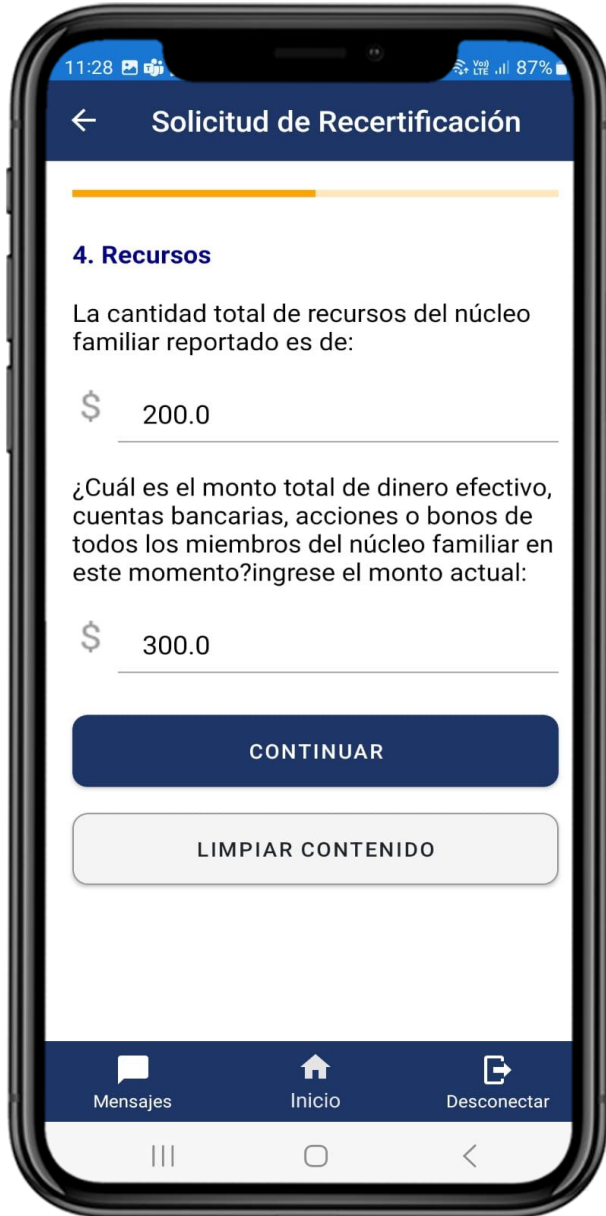 11:28 87%
Solicitud de Recertificación
4. Recursos
La cantidad total de recursos del núcleo
familiar reportado es de:
$ 200.0
¿Cuál es el monto total de dinero efectivo,
cuentas bancarias, acciones o bonos de
todos los miembros del núcleo familiar en
este momento?ingrese el monto actual:
$ 300.0
CONTINUAR
LIMPIAR CONTENIDO
Mensajes Inicio Desconectar